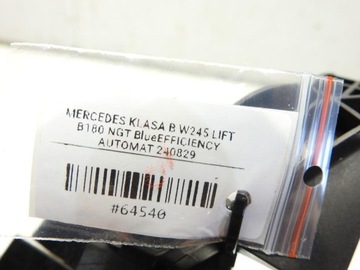 MERCEDES KLASA B W245 LIFT
B180 NGT BlueEFFICIENCY
AUTOMAT 240829
#64540